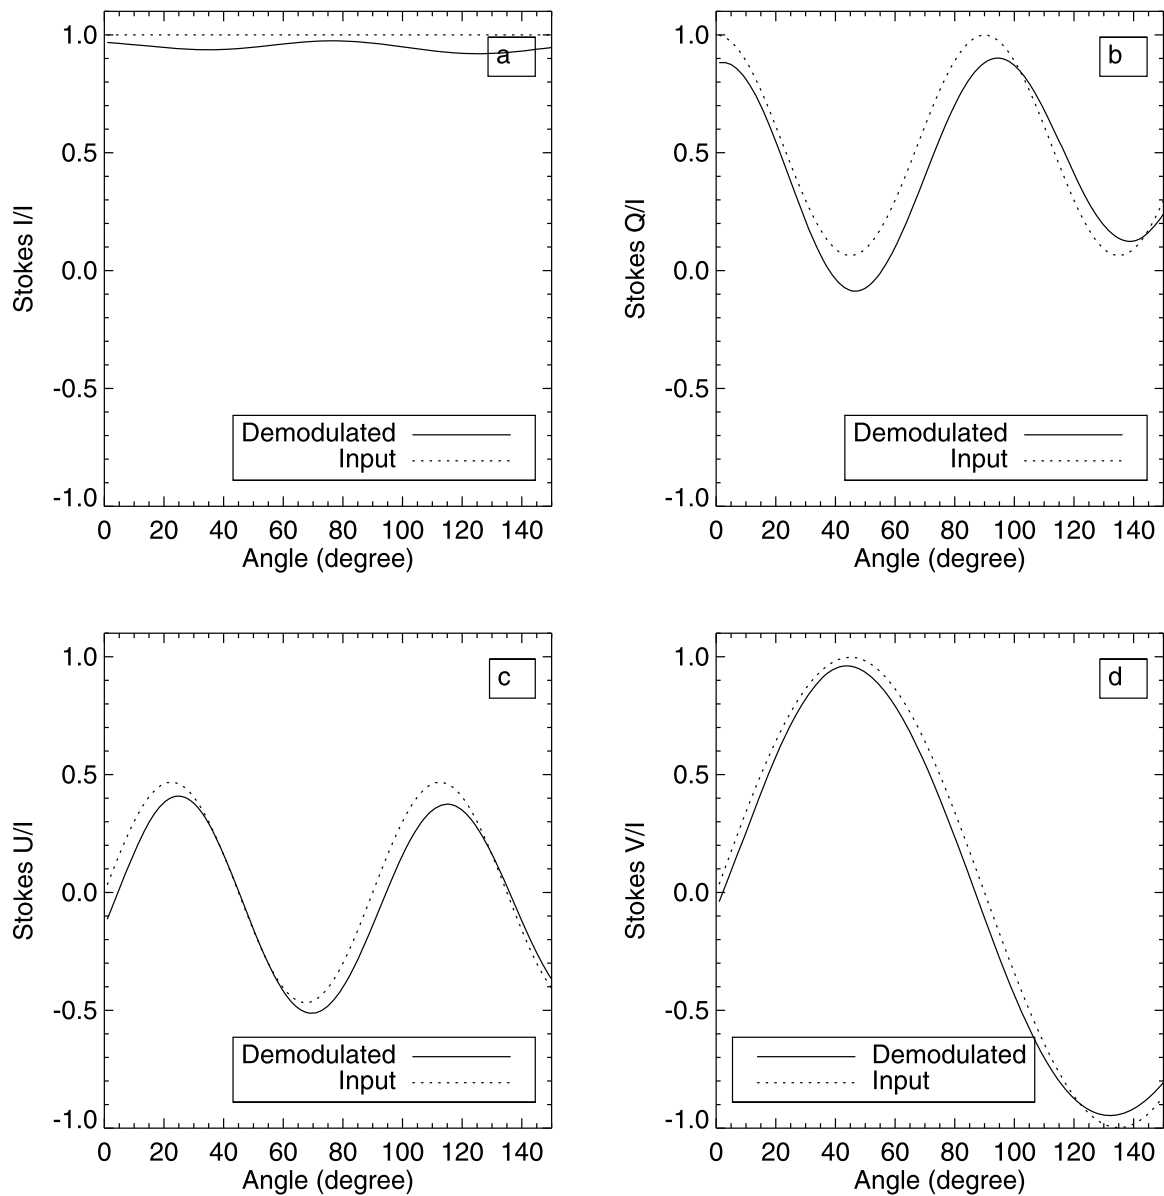 a
1.0
0.5
0.0
-0.5
-1.0
Stokes I/I
Demodulated
Input
0 20 40 60 80 100 120 140
Angle (degree)
b
1.0
0.5
0.0
-0.5
-1.0
Stokes Q/I
Demodulated
Input
0 20 40 60 80 100 120 140
Angle (degree)
c
1.0
0.5
0.0
-0.5
-1.0
Stokes U/I
Demodulated
Input
0 20 40 60 80 100 120 140
Angle (degree)
d
1.0
0.5
0.0
-0.5
-1.0
Stokes V/I
Demodulated
Input
0 20 40 60 80 100 120 140
Angle (degree)